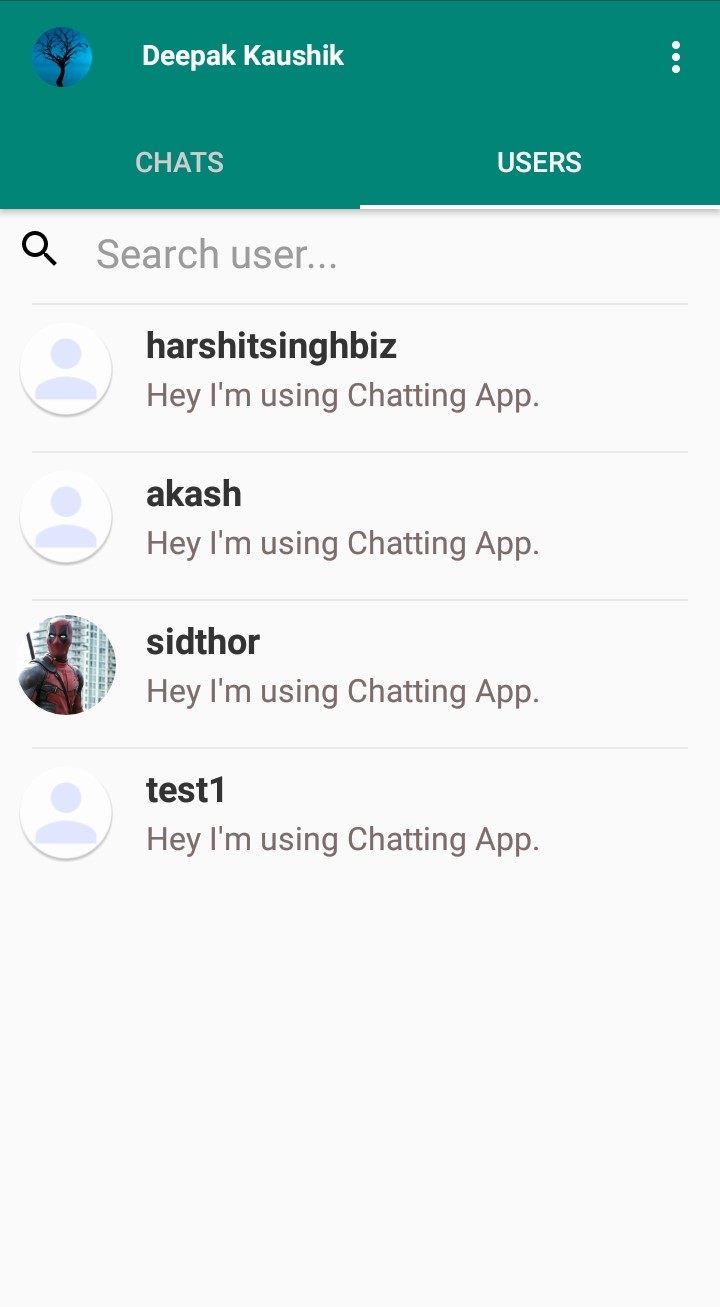 Deepak Kaushik
CHATS
USERS
Search user...
harshitsinghbiz
Hey I'm using Chatting App.
akash
Hey I'm using Chatting App.
sidthor
Hey I'm using Chatting App.
test1
Hey I'm using Chatting App.